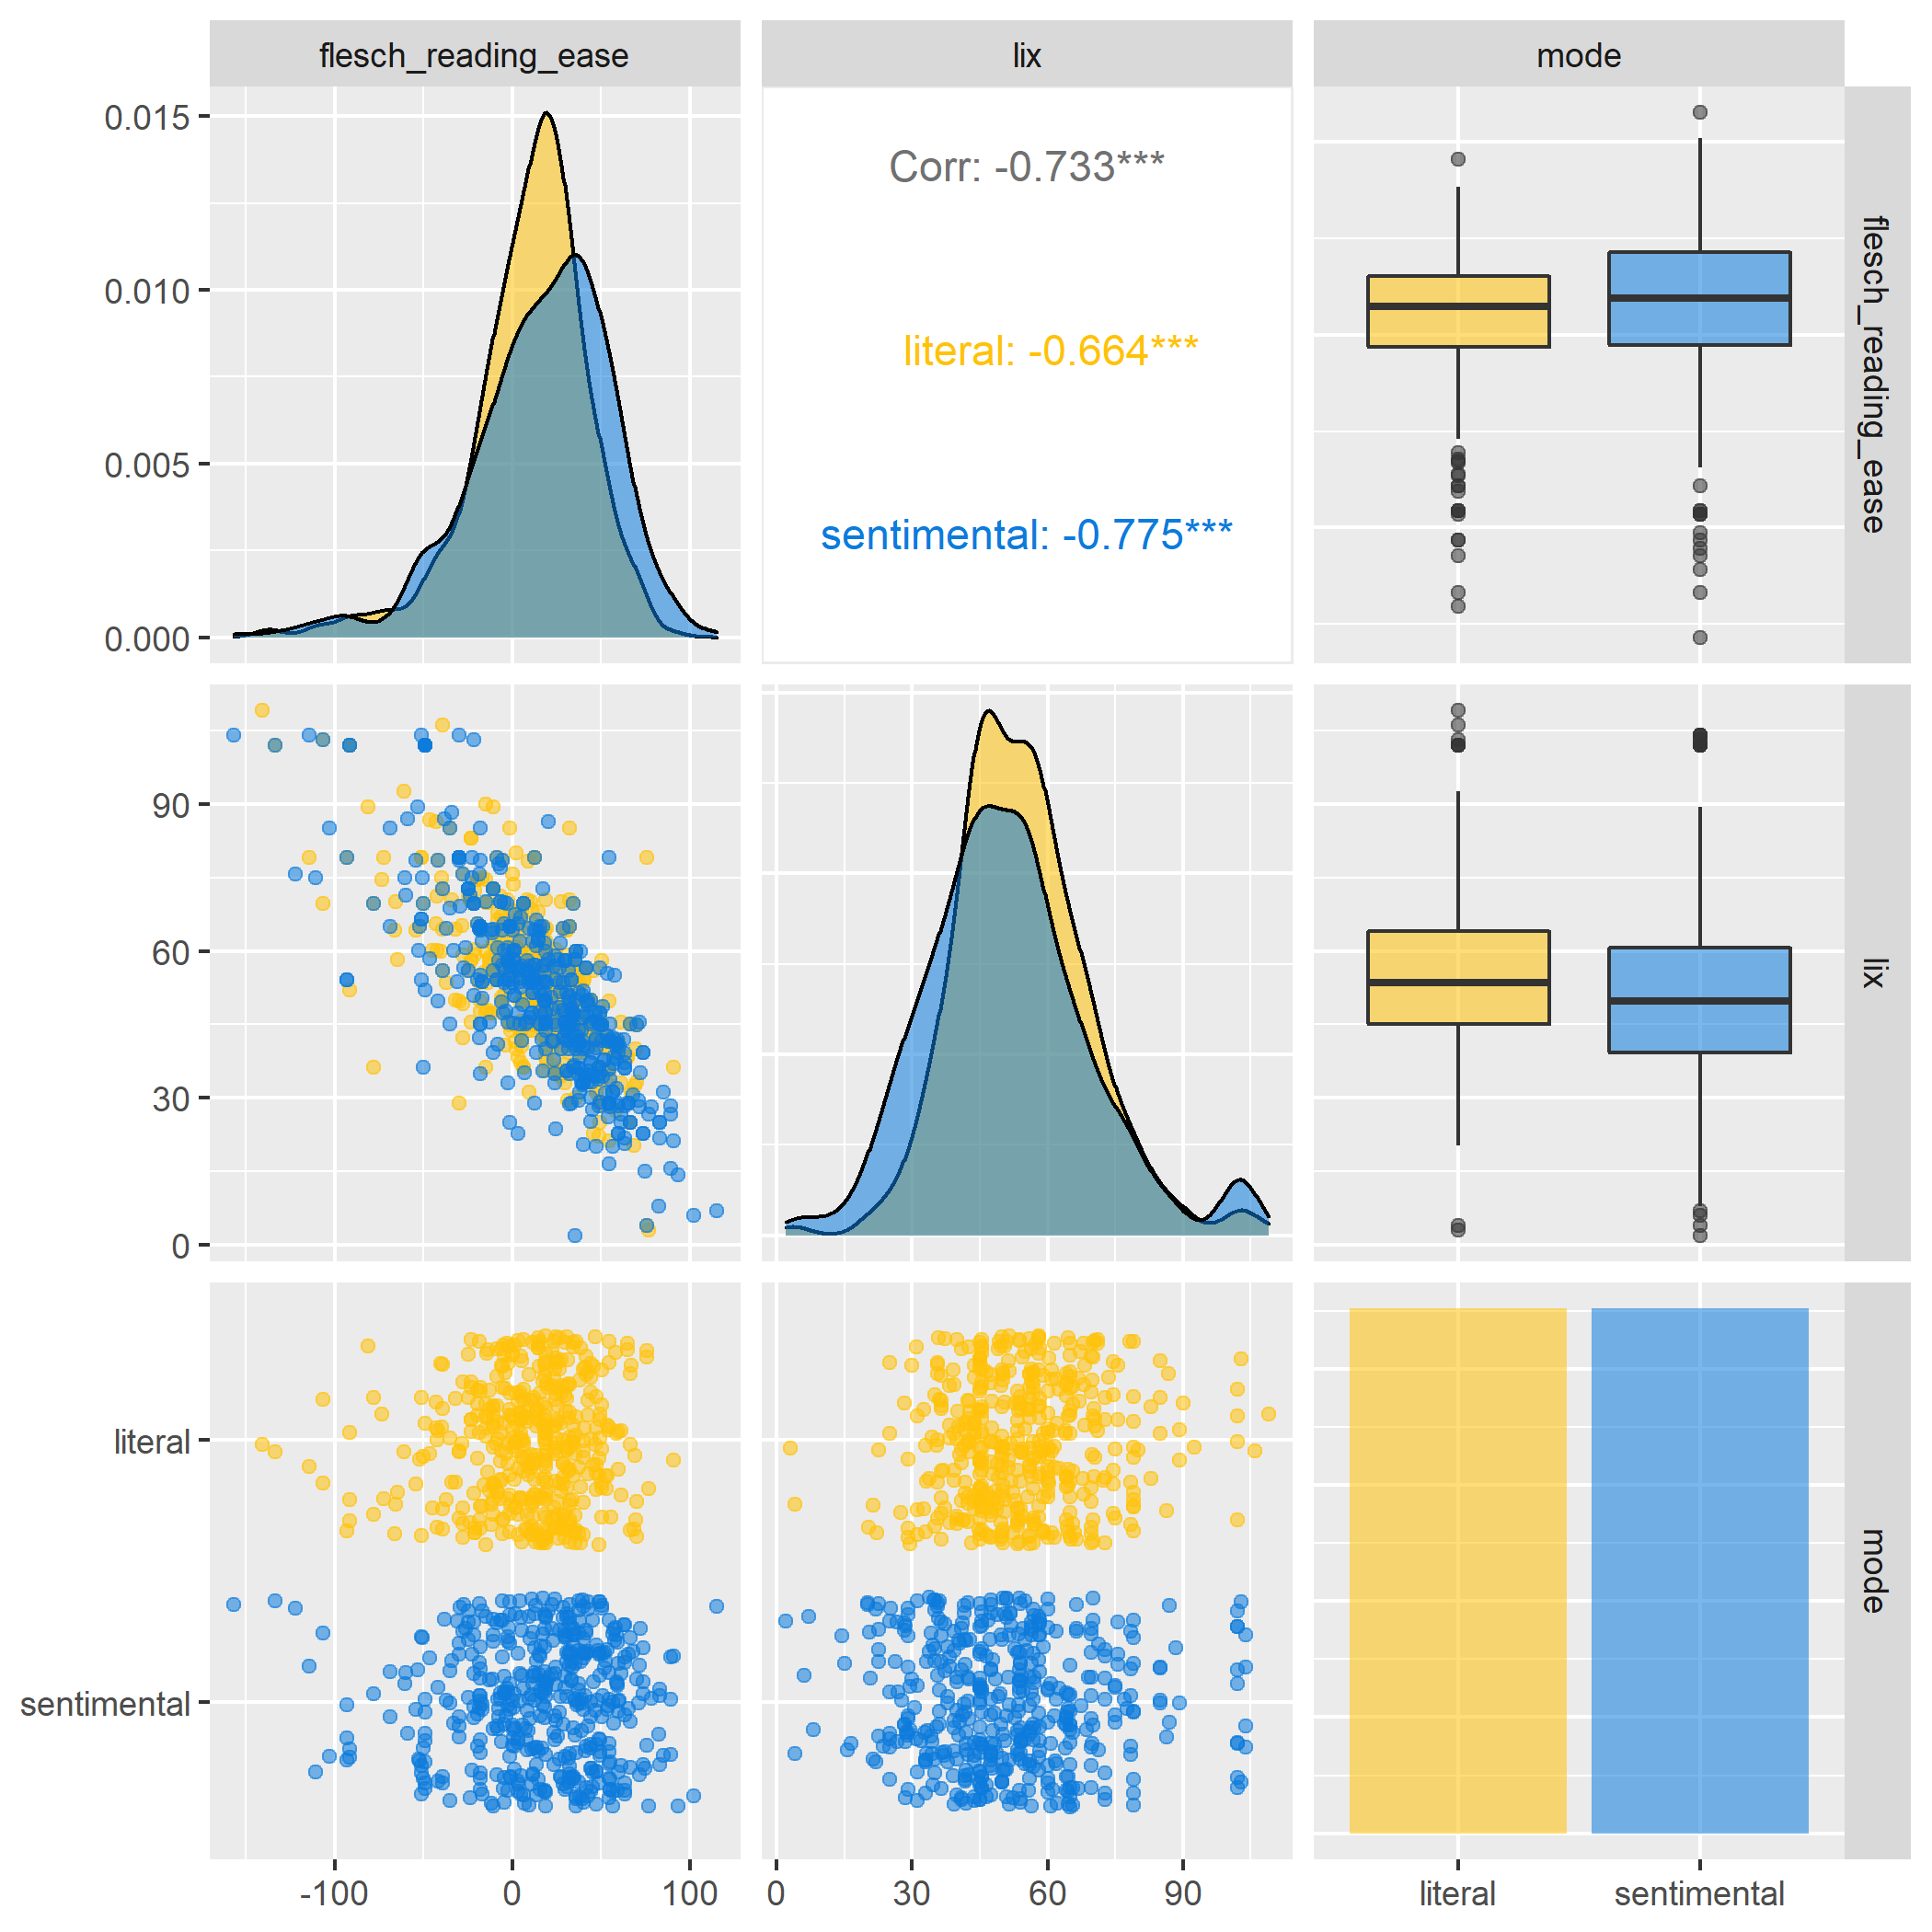 flesch_reading_ease
lix
mode
0.015
0.010
0.005
0.000
Corr: -0.733***
literal: -0.664***
sentimental: -0.775***
flesch_reading_ease
90
60
30
0
lix
literal
sentimental
mode
-100
0
100
0
30
60
90
literal
sentimental